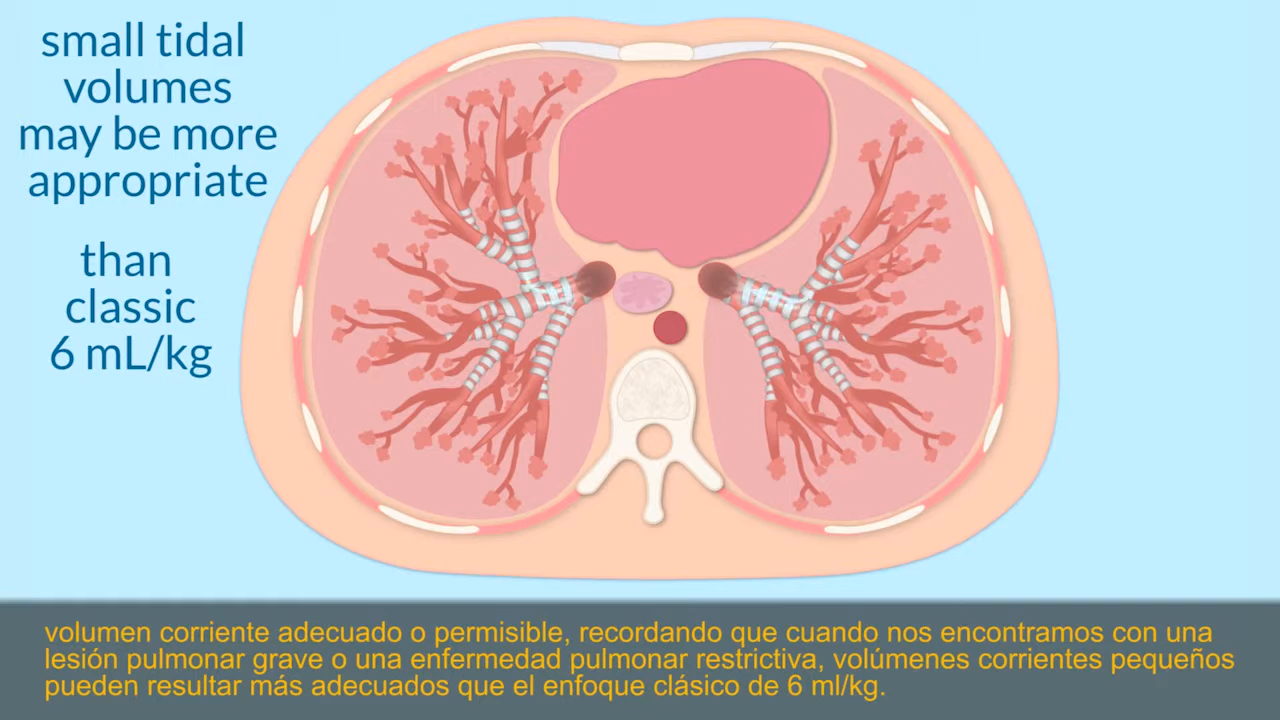 small tidal
volumes
may be more
appropriate
than
classic
6 mL/kg
volumen corriente adecuado o permisible, recordando que cuando nos encontramos con una
lesión pulmonar grave o una enfermedad pulmonar restrictiva, volúmenes corrientes pequeños
pueden resultar más adecuados que el enfoque clásico de 6 ml/kg.